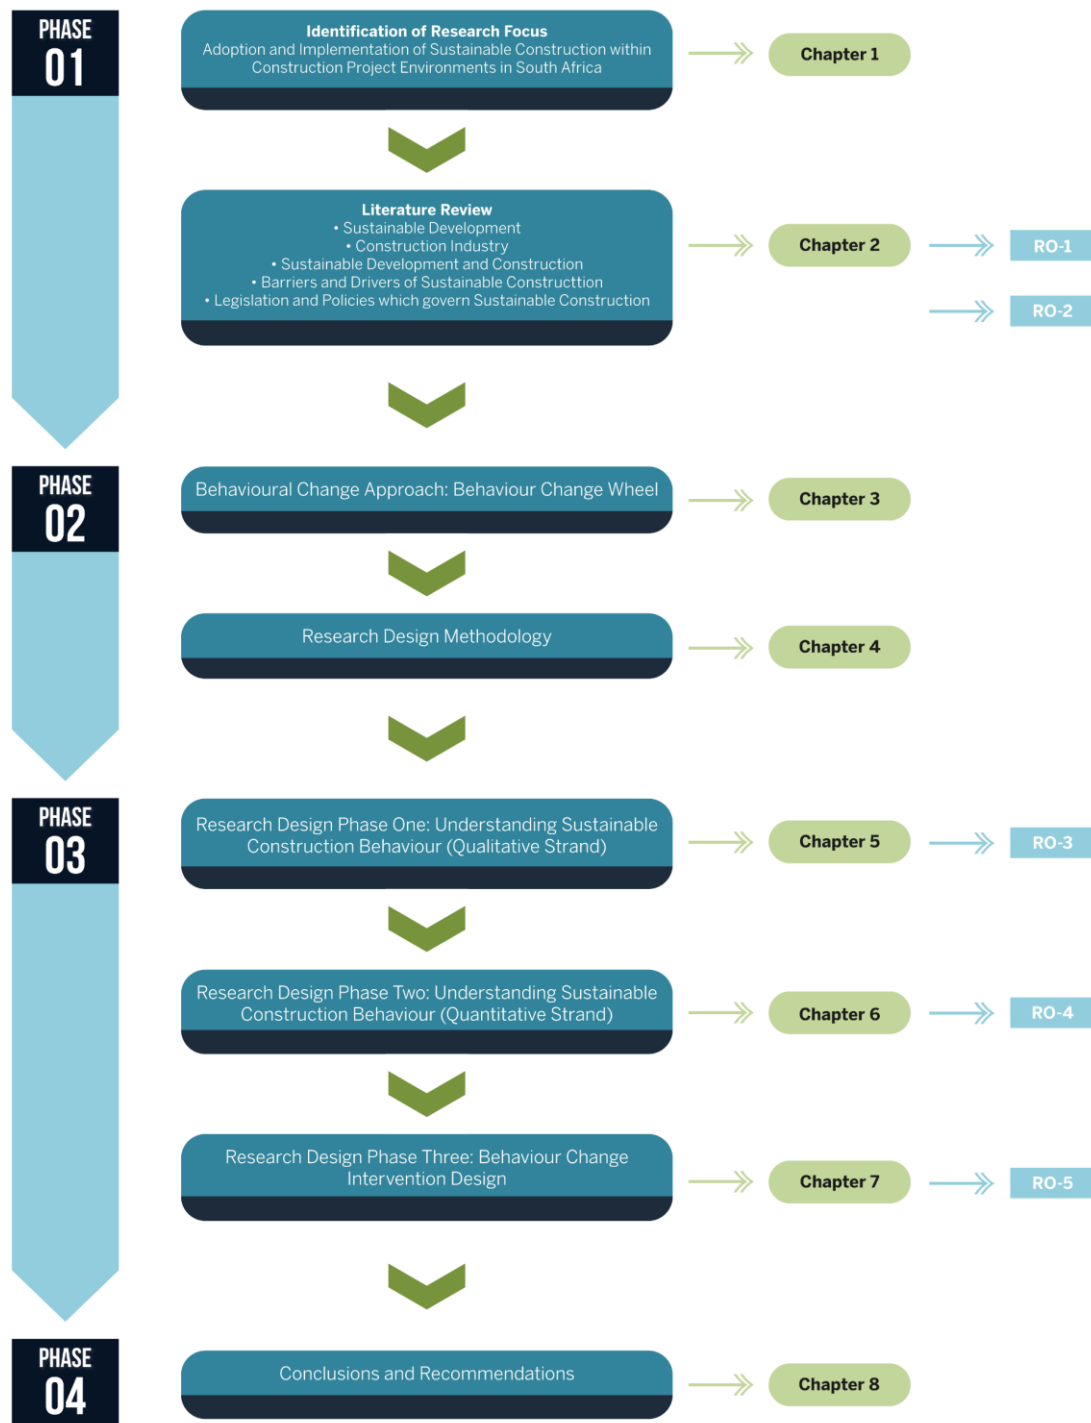 PHASE
01
Identification of Research Focus
Adoption and Implementation of Sustainable Construction within
Construction Project Environments in South Africa
Chapter 1
Literature Review
• Sustainable Development
• Construction Industry
• Sustainable Development and Construction
• Barriers and Drivers of Sustainable Constructtion
• Legislation and Policies which govern Sustainable Construction
Chapter 2
RO-1
RO-2
PHASE
02
Behavioural Change Approach: Behaviour Change Wheel
Chapter 3
Research Design Methodology
Chapter 4
PHASE
03
Research Design Phase One: Understanding Sustainable
Construction Behaviour (Qualitative Strand)
Chapter 5
RO-3
Research Design Phase Two: Understanding Sustainable
Construction Behaviour (Quantitative Strand)
Chapter 6
RO-4
Research Design Phase Three: Behaviour Change
Intervention Design
Chapter 7
RO-5
PHASE
04
Conclusions and Recommendations
Chapter 8